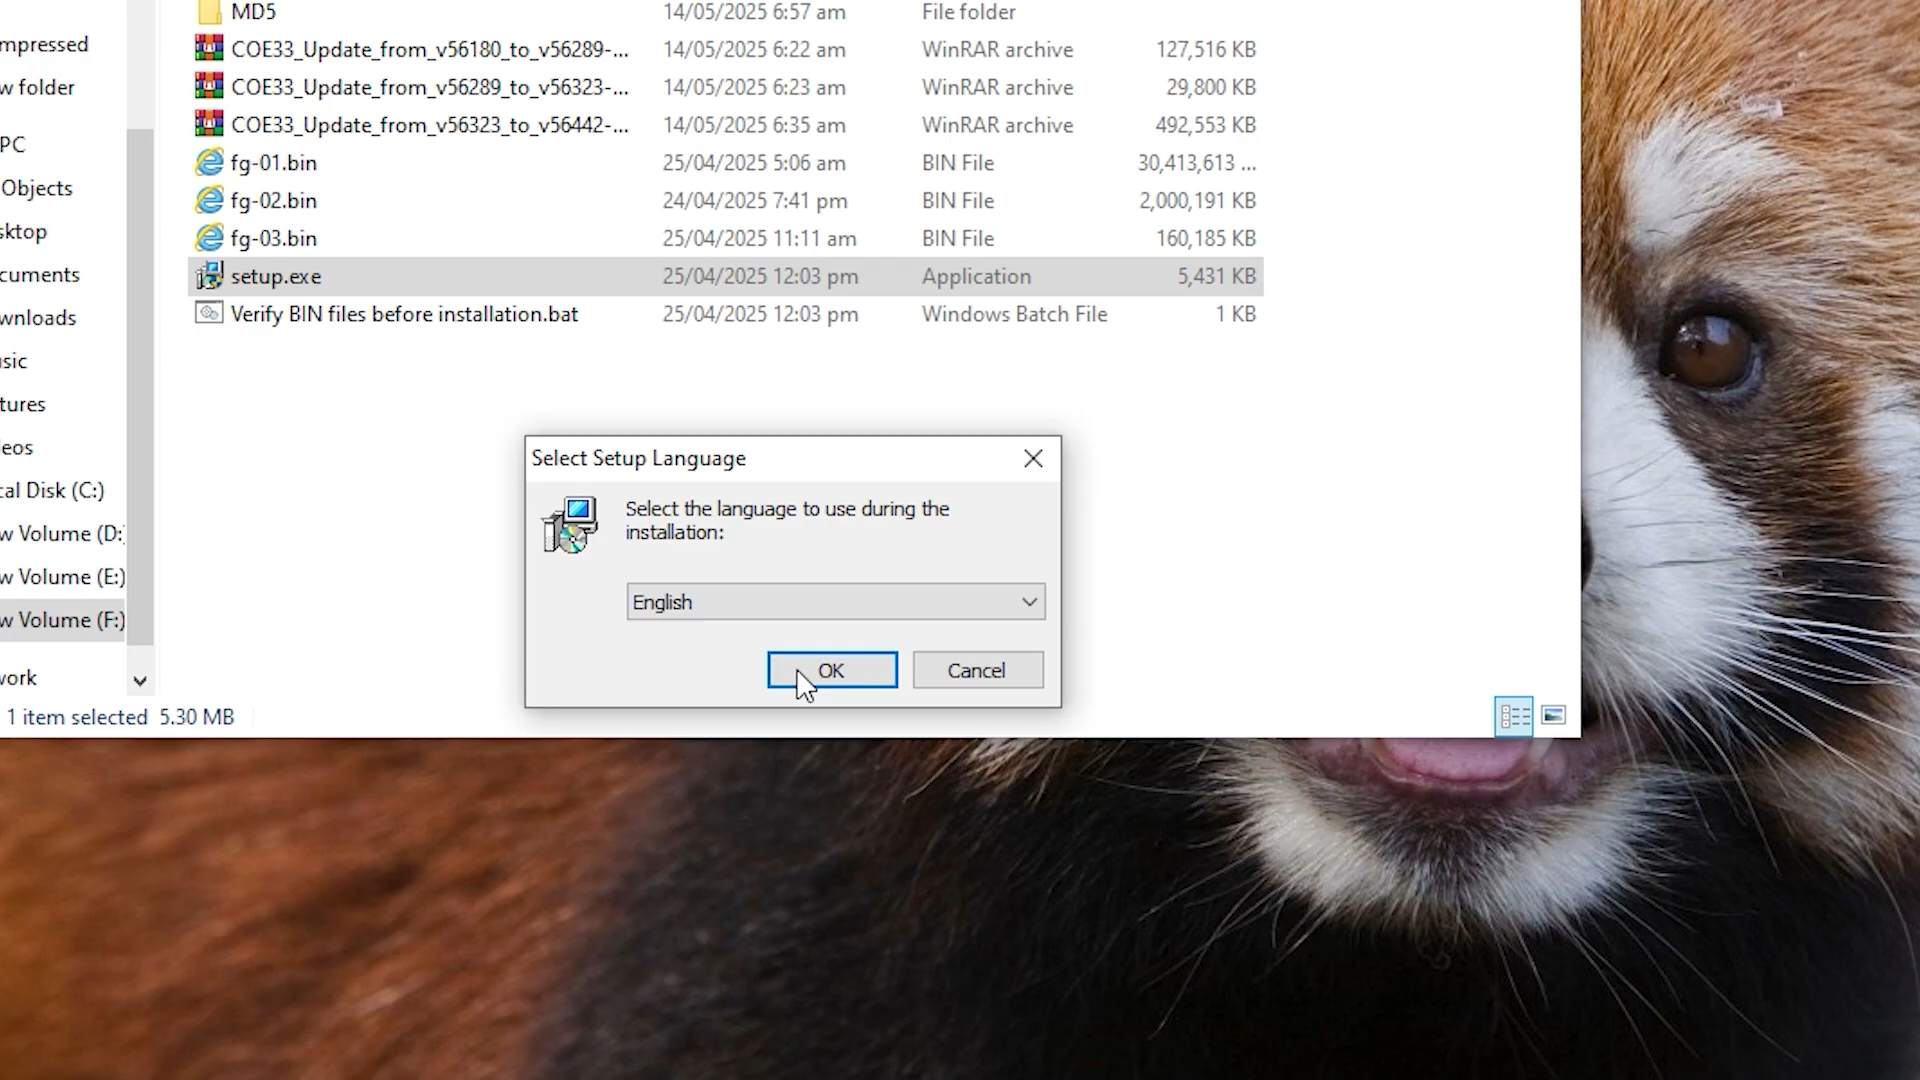 MD5 14/05/2025 6:57 am File folder
mpressed
COE33_Update_from_v56180_to_v56289-... 14/05/2025 6:22 am WinRAR archive 127,516 KB
w folder
COE33_Update_from_v56289_to_v56323-... 14/05/2025 6:23 am WinRAR archive 29,800 KB
COE33_Update_from_v56323_to_v56442-... 14/05/2025 6:35 am WinRAR archive 492,553 KB
PC
fg-01.bin 25/04/2025 5:06 am BIN File 30,413,613 ...
Objects
fg-02.bin 24/04/2025 7:41 pm BIN File 2,000,191 KB
sktop
fg-03.bin 25/04/2025 11:11 am BIN File 160,185 KB
cuments
setup.exe 25/04/2025 12:03 pm Application 5,431 KB
wnloads
Verify BIN files before installation.bat 25/04/2025 12:03 pm Windows Batch File 1 KB
sic
tures
leos
cal Disk (C:)
w Volume (D:)
w Volume (E:)
w Volume (F:)
work
Select Setup Language
Select the language to use during the
installation:
English
OK Cancel
1 item selected 5.30 MB